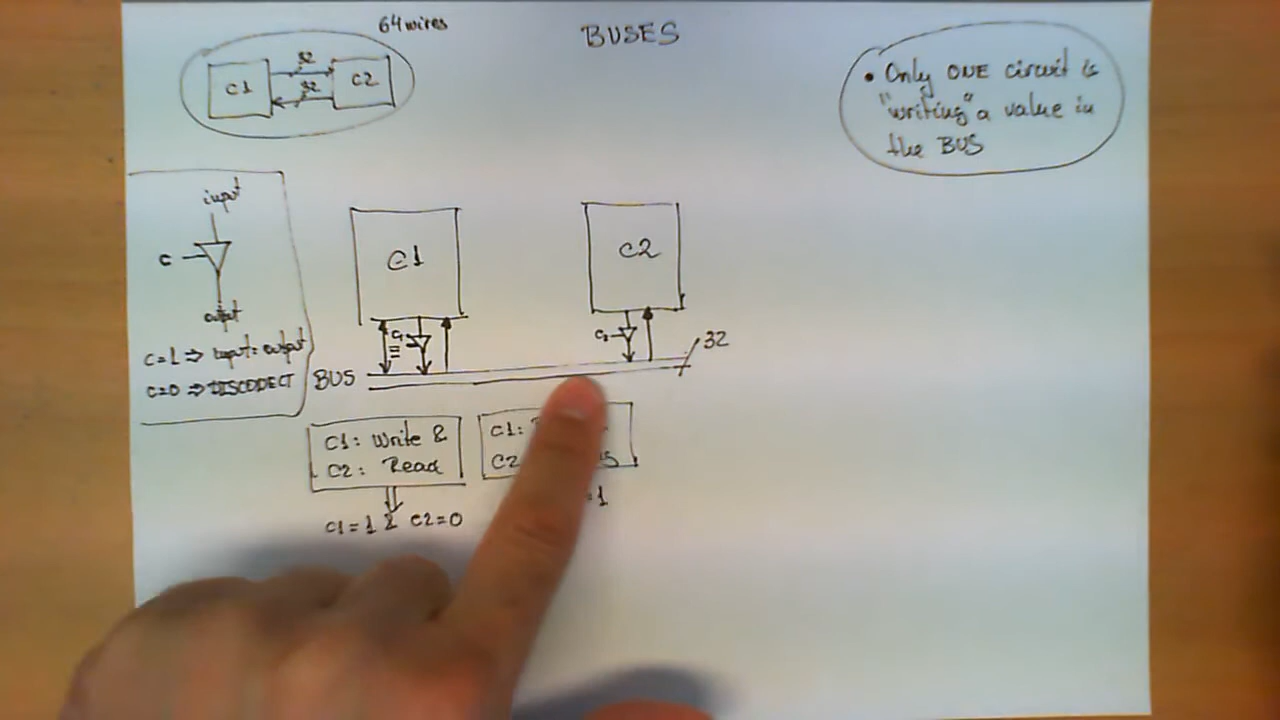 64 wires
BUSES
C1
32
32
C2
• Only ONE circuit is
"writing" a value in
the BUS
input
c
output
c=1 ⇒ input=output
c=0 ⇒ DISCODECT
C1
C2
C1
C2
32
BUS
C1: Write &
C2: Read
C1=1 & C2=0
C1:
C2
=1